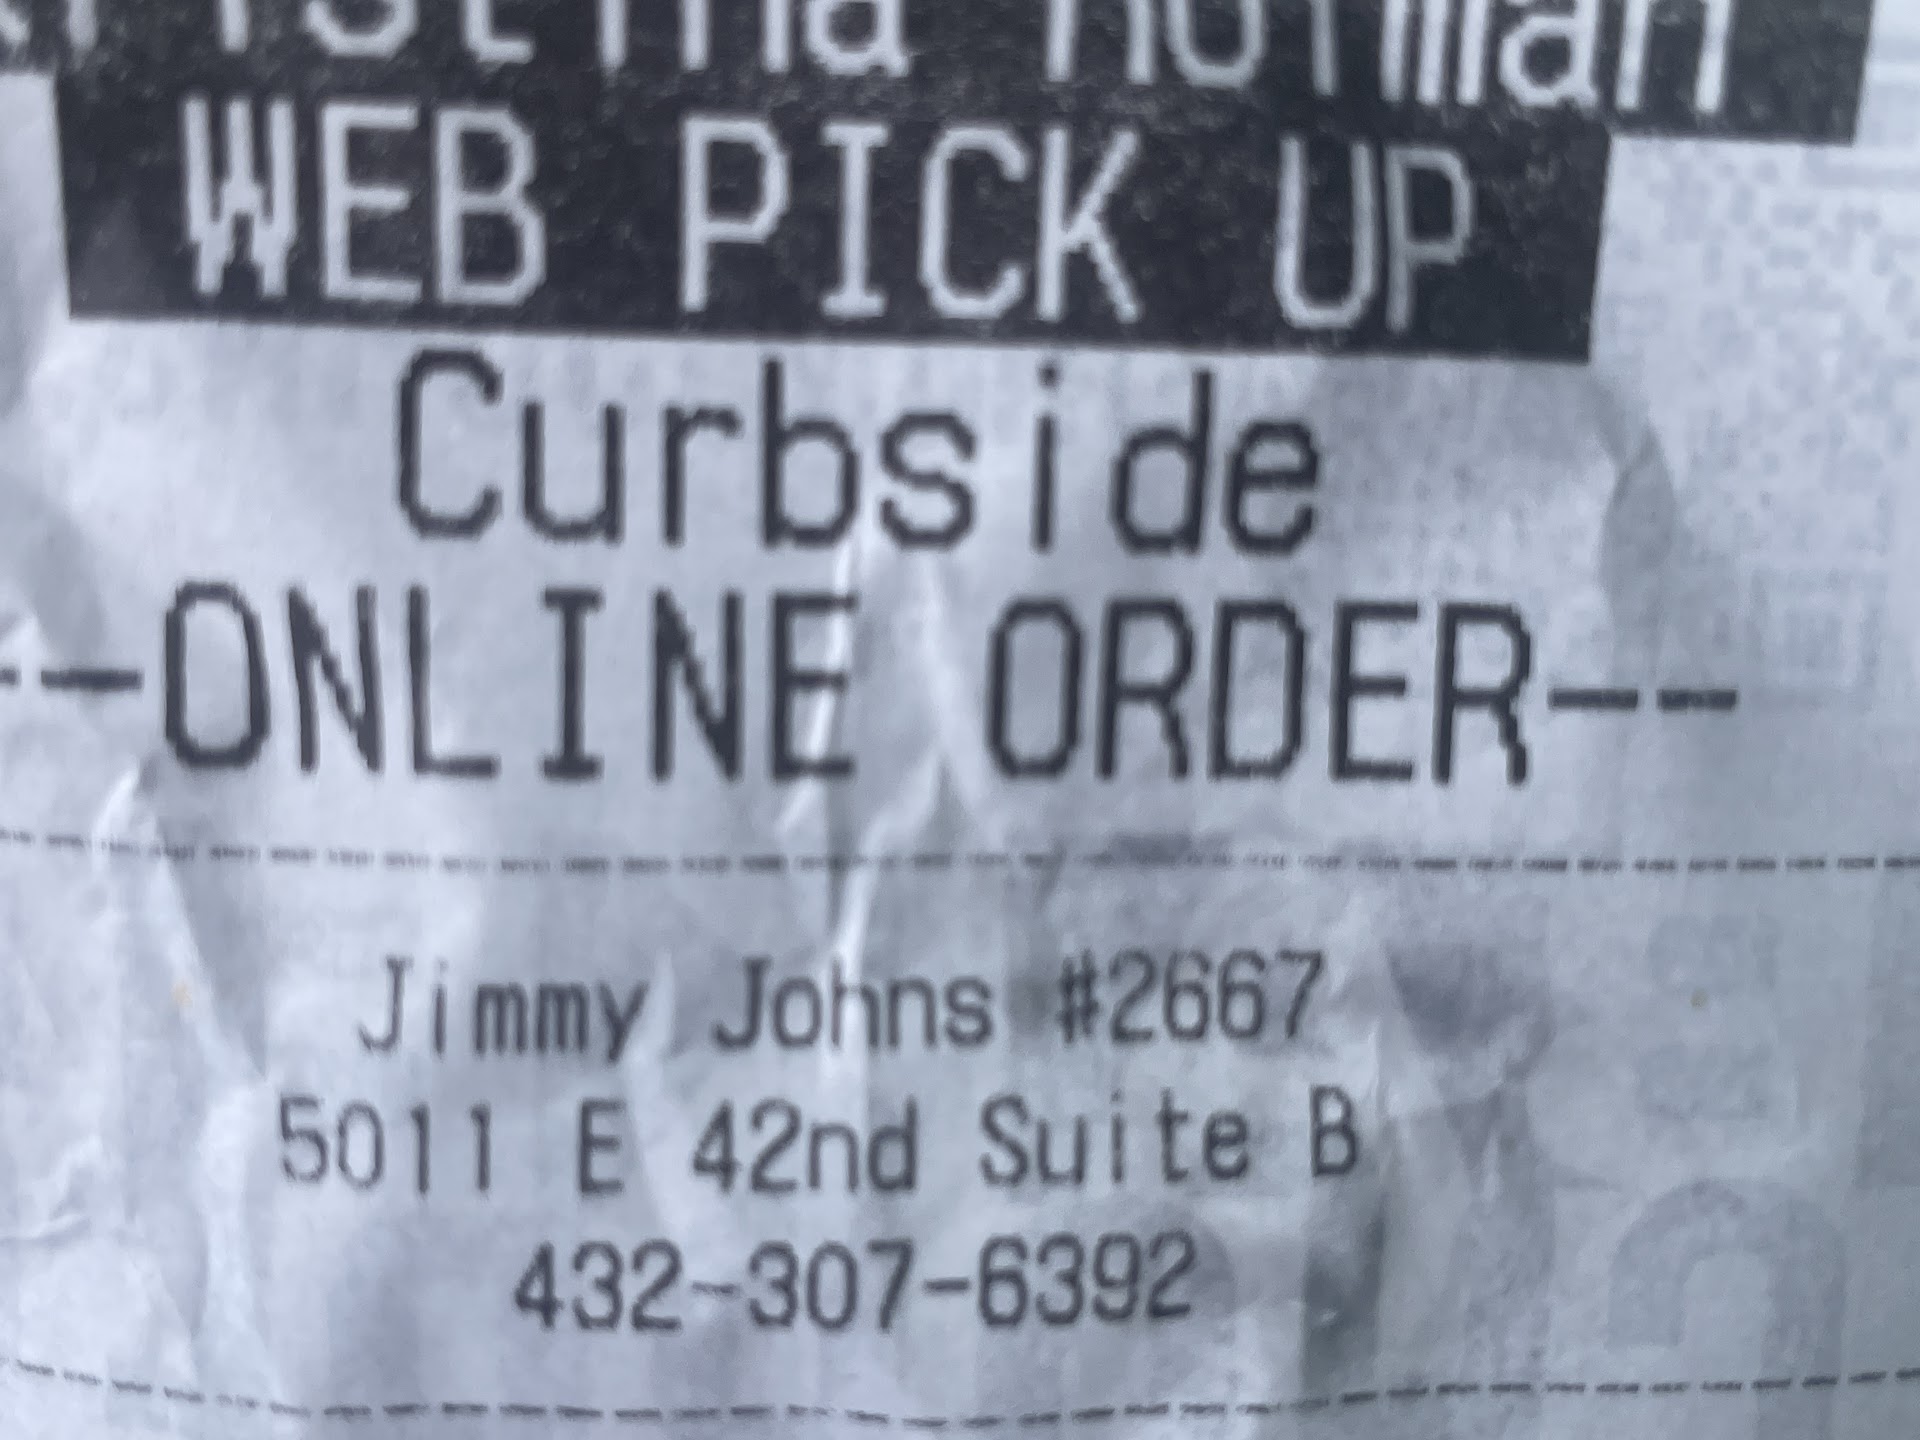 WEB PICK UP
Curbside
--ONLINE ORDER--
Jimmy Johns #2667
5011 E 42nd Suite B
432-307-6392